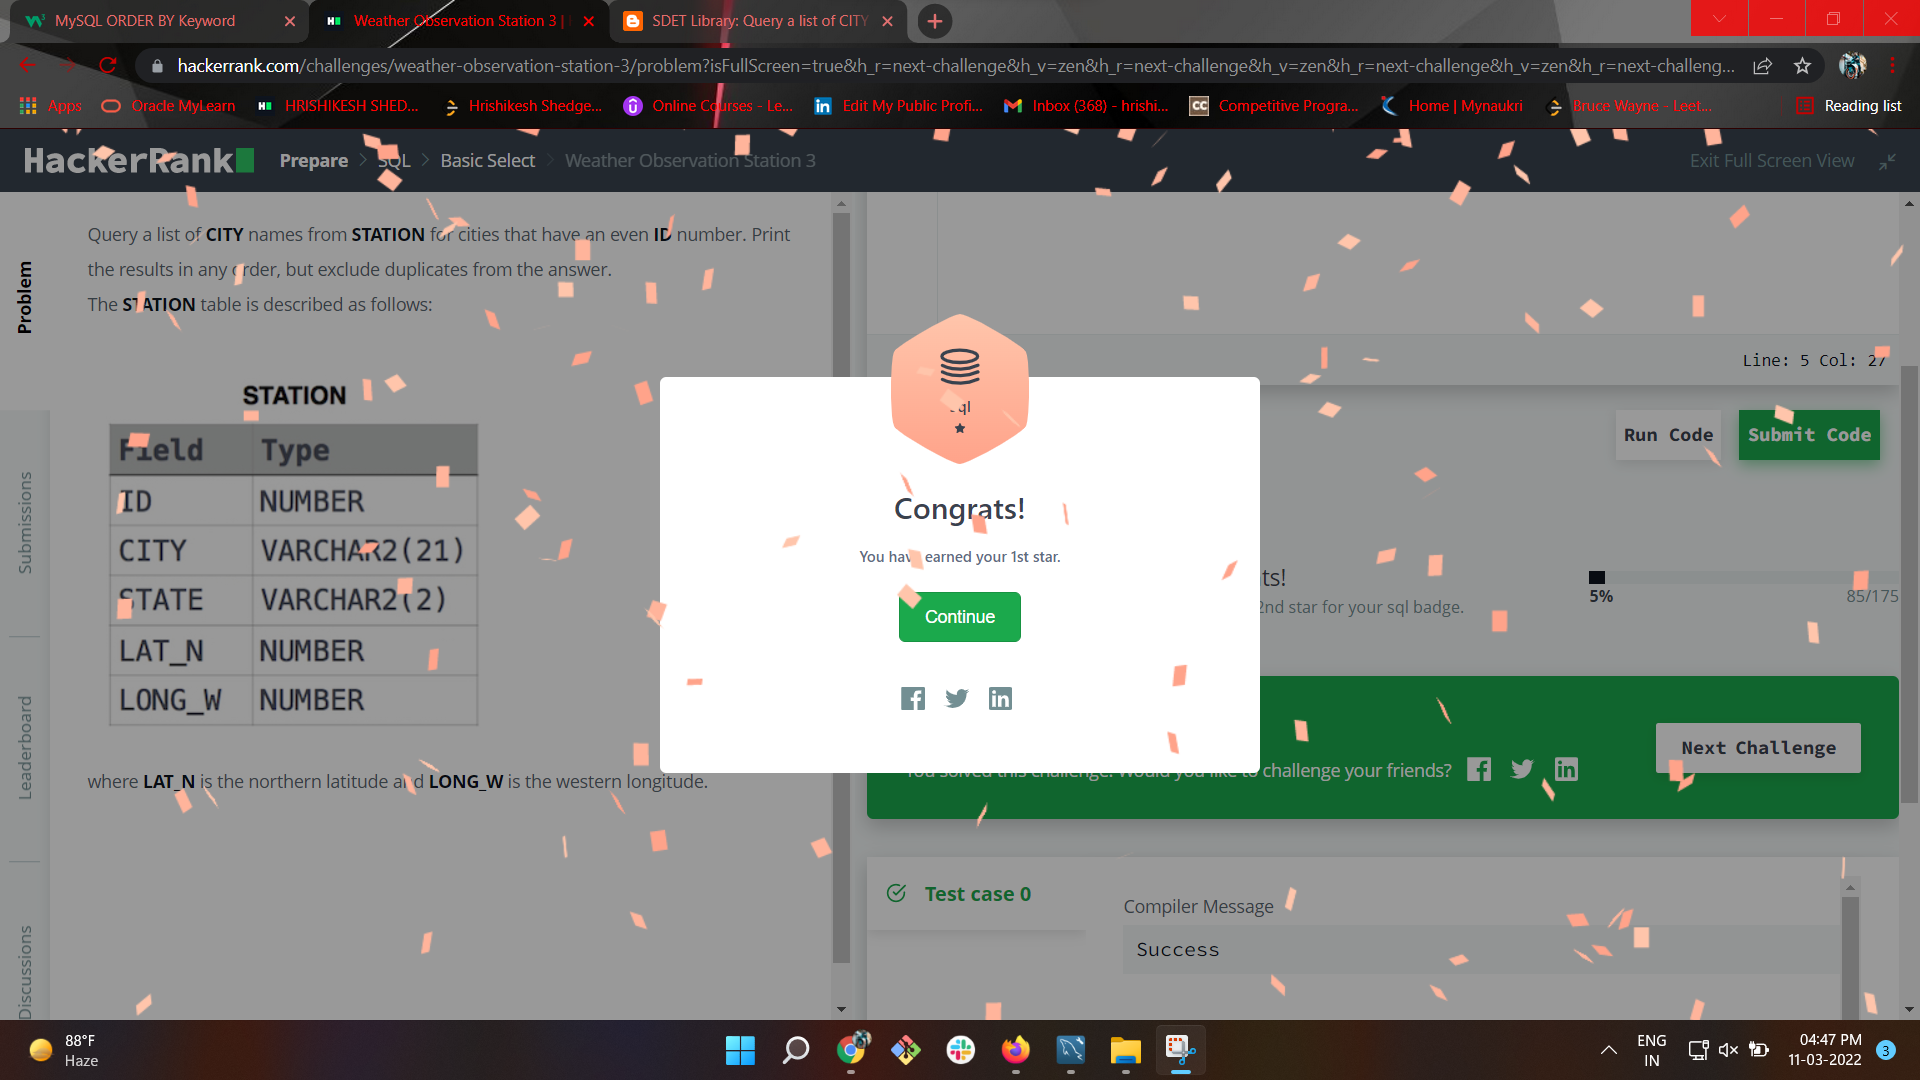 MySQL ORDER BY Keyword
Weather Observation Station 3 |
SDET Library: Query a list of CITY
hackerrank.com/challenges/weather-observation-station-3/problem?isFullScreen=true&h_r=next-challenge&h_v=zen&h_r=next-challenge&h_v=zen&h_r=next-challenge&h_v=zen&h_r=next-challeng...
Apps
Oracle MyLearn
HRISHIKESH SHED...
Hrishikesh Shedge...
Online Courses - Le...
Edit My Public Profi...
Inbox (368) - hrishi...
Competitive Progra...
Home | Mynaukri
Bruce Wayne - Leet...
Reading list
HackerRank
Prepare > SQL > Basic Select > Weather Observation Station 3
Exit Full Screen View
Problem
Submissions
Leaderboard
Discussions
Query a list of CITY names from STATION for cities that have an even ID number. Print
the results in any order, but exclude duplicates from the answer.
The STATION table is described as follows:
STATION
Field Type
ID NUMBER
CITY VARCHAR2(21)
STATE VARCHAR2(2)
LAT_N NUMBER
LONG_W NUMBER
where LAT_N is the northern latitude and LONG_W is the western longitude.
Line: 5 Col: 27
Run Code
Submit Code
sql
Congrats!
You have earned your 1st star.
Continue
ts!
2nd star for your sql badge.
5%
85/175
You solved this challenge. Would you like to challenge your friends?
Next Challenge
Test case 0
Compiler Message
Success
88°F
Haze
ENG
IN
04:47 PM
11-03-2022
3